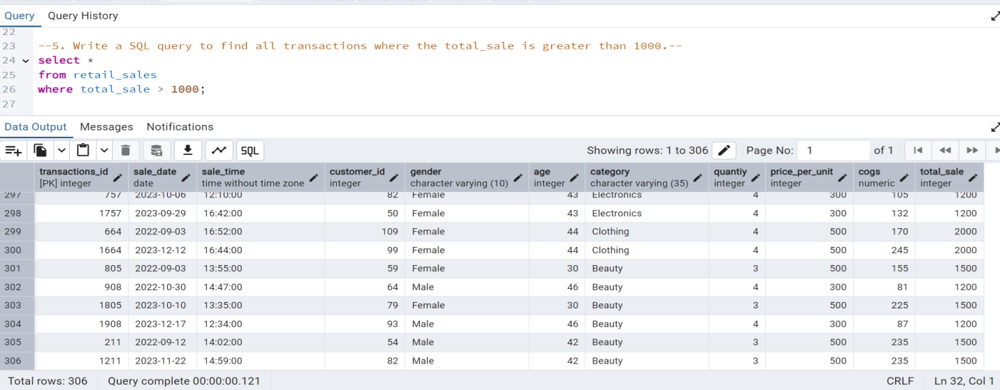 Query Query History
22
23 --5. Write a SQL query to find all transactions where the total_sale is greater than 1000.--
24 select *
25 from retail_sales
26 where total_sale > 1000;
27
Data Output Messages Notifications
SQL Showing rows: 1 to 306 Page No: 1 of 1
transactions_id sale_date sale_time customer_id gender age category quantiy price_per_unit cogs total_sale
[PK] integer date time without time zone integer character varying (10) integer character varying (35) integer integer numeric integer
297 757 2023-10-06 12:10:00 82 Female 43 Electronics 4 300 105 1200
298 1757 2023-09-29 16:42:00 50 Female 43 Electronics 4 300 132 1200
299 664 2022-09-03 16:52:00 109 Female 44 Clothing 4 500 170 2000
300 1664 2023-12-12 16:44:00 99 Female 44 Clothing 4 500 245 2000
301 805 2022-09-03 13:55:00 59 Female 30 Beauty 3 500 155 1500
302 908 2022-10-30 14:47:00 64 Male 46 Beauty 4 300 81 1200
303 1805 2023-10-10 13:35:00 79 Female 30 Beauty 3 500 225 1500
304 1908 2023-12-17 12:34:00 93 Male 46 Beauty 4 300 87 1200
305 211 2022-09-12 14:02:00 54 Male 42 Beauty 3 500 235 1500
306 1211 2023-11-22 14:59:00 82 Male 42 Beauty 3 500 235 1500
Total rows: 306 Query complete 00:00:00.121 CRLF Ln 32, Col 1